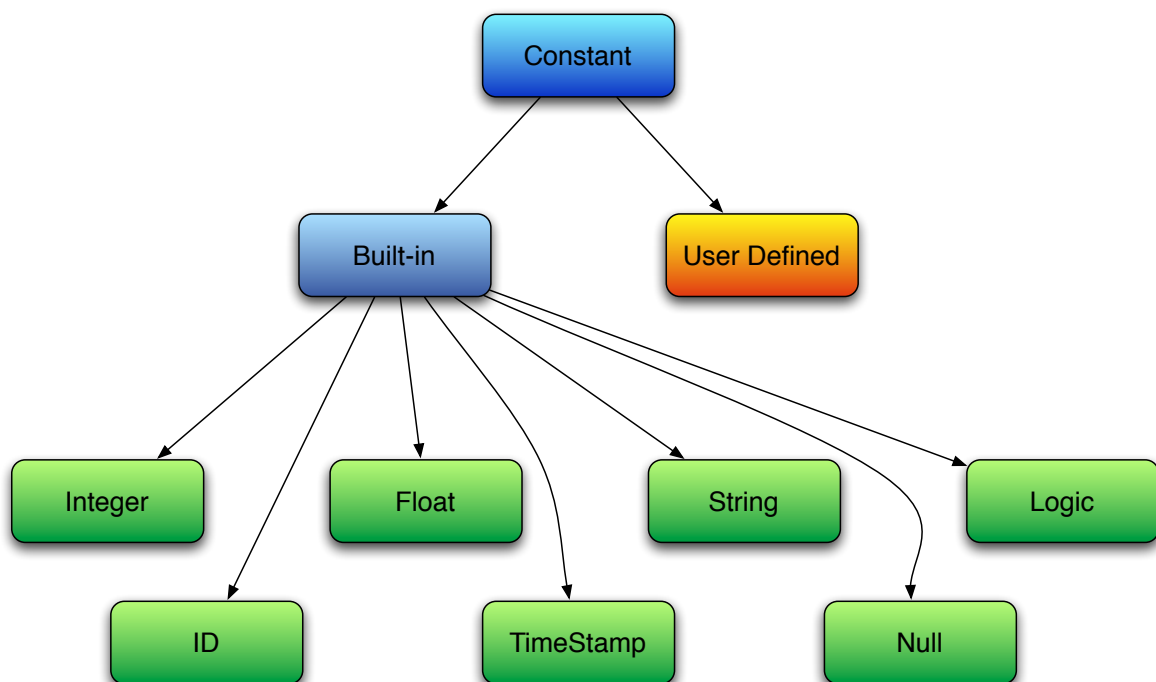 Constant
Built-in
User Defined
Integer
Float
String
Logic
ID
TimeStamp
Null